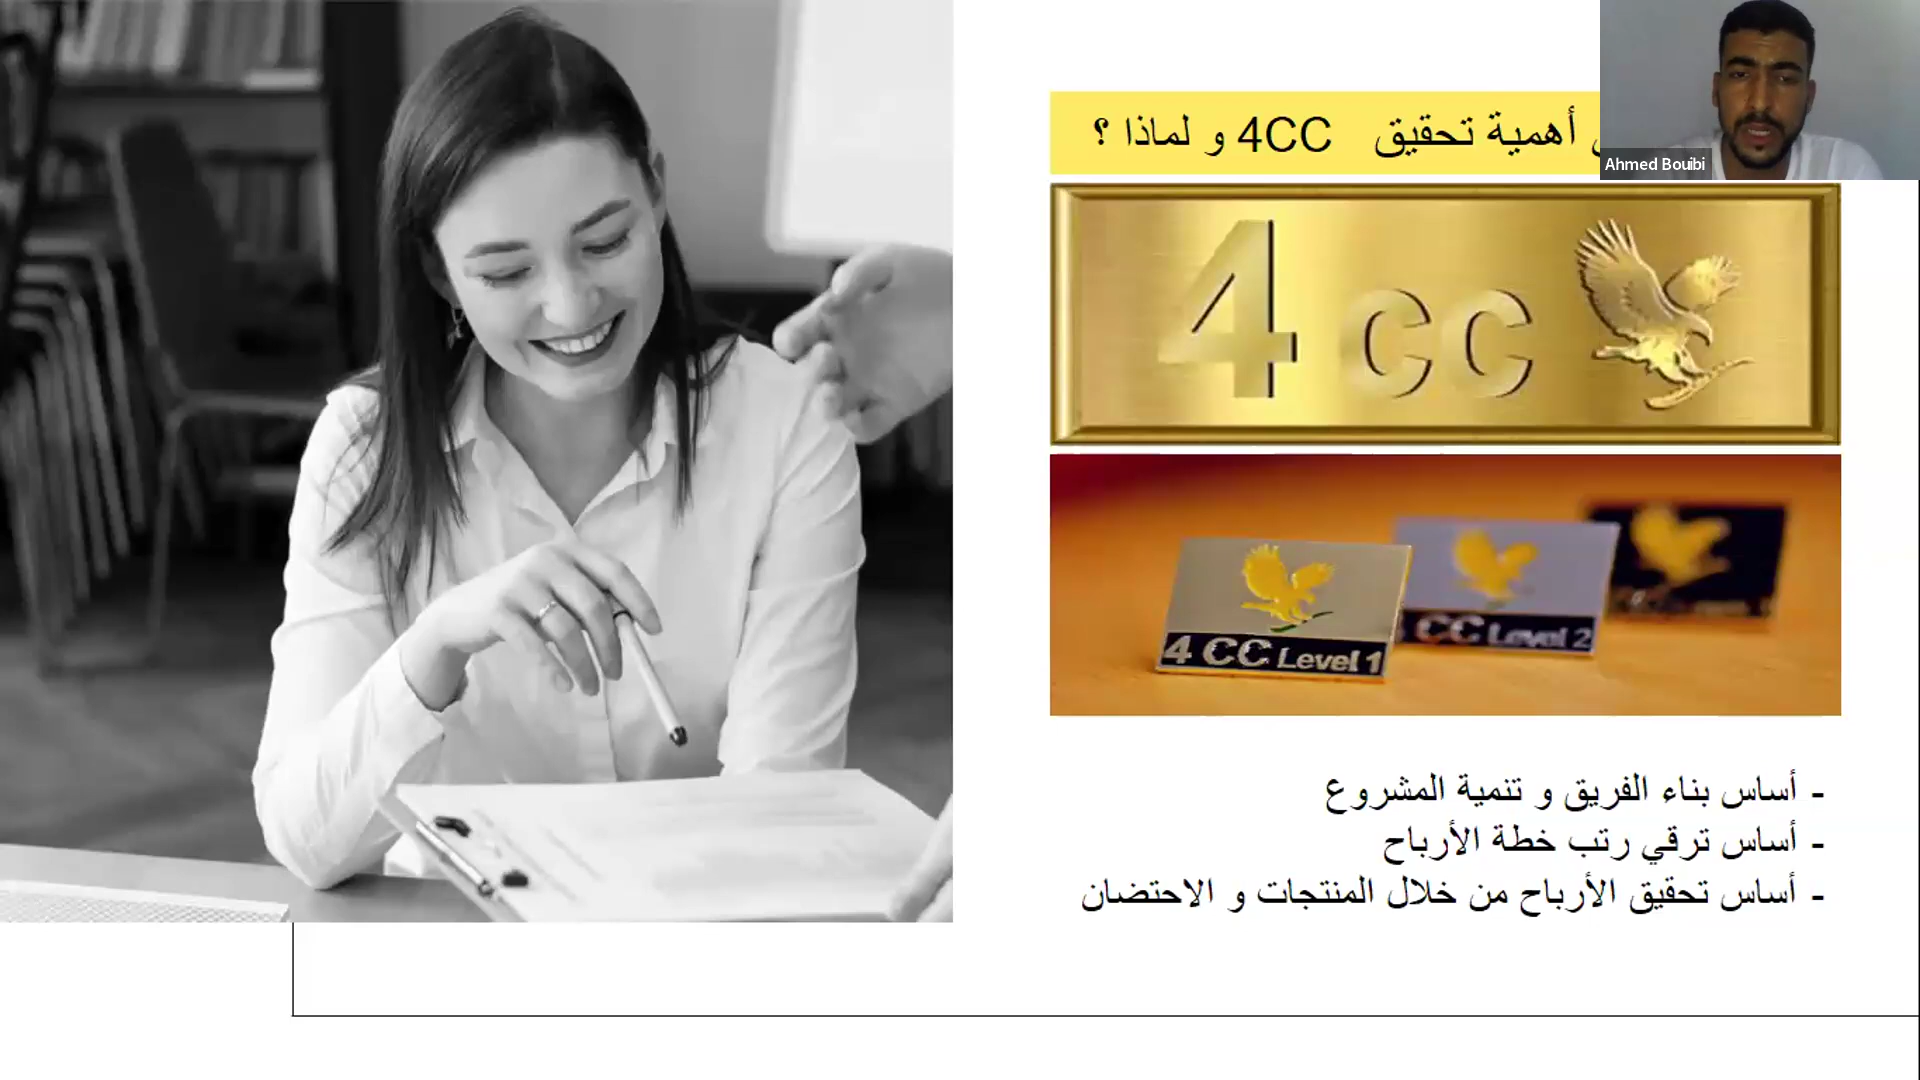 أهمية تحقيق 4CC و لماذا ؟
Ahmed Bouibi
4 CC
4 CC Level 1
CC Level 2
- أساس بناء الفريق و تنمية المشروع
- أساس ترقي رتب خطة الأرباح
- أساس تحقيق الأرباح من خلال المنتجات و الاحتضان